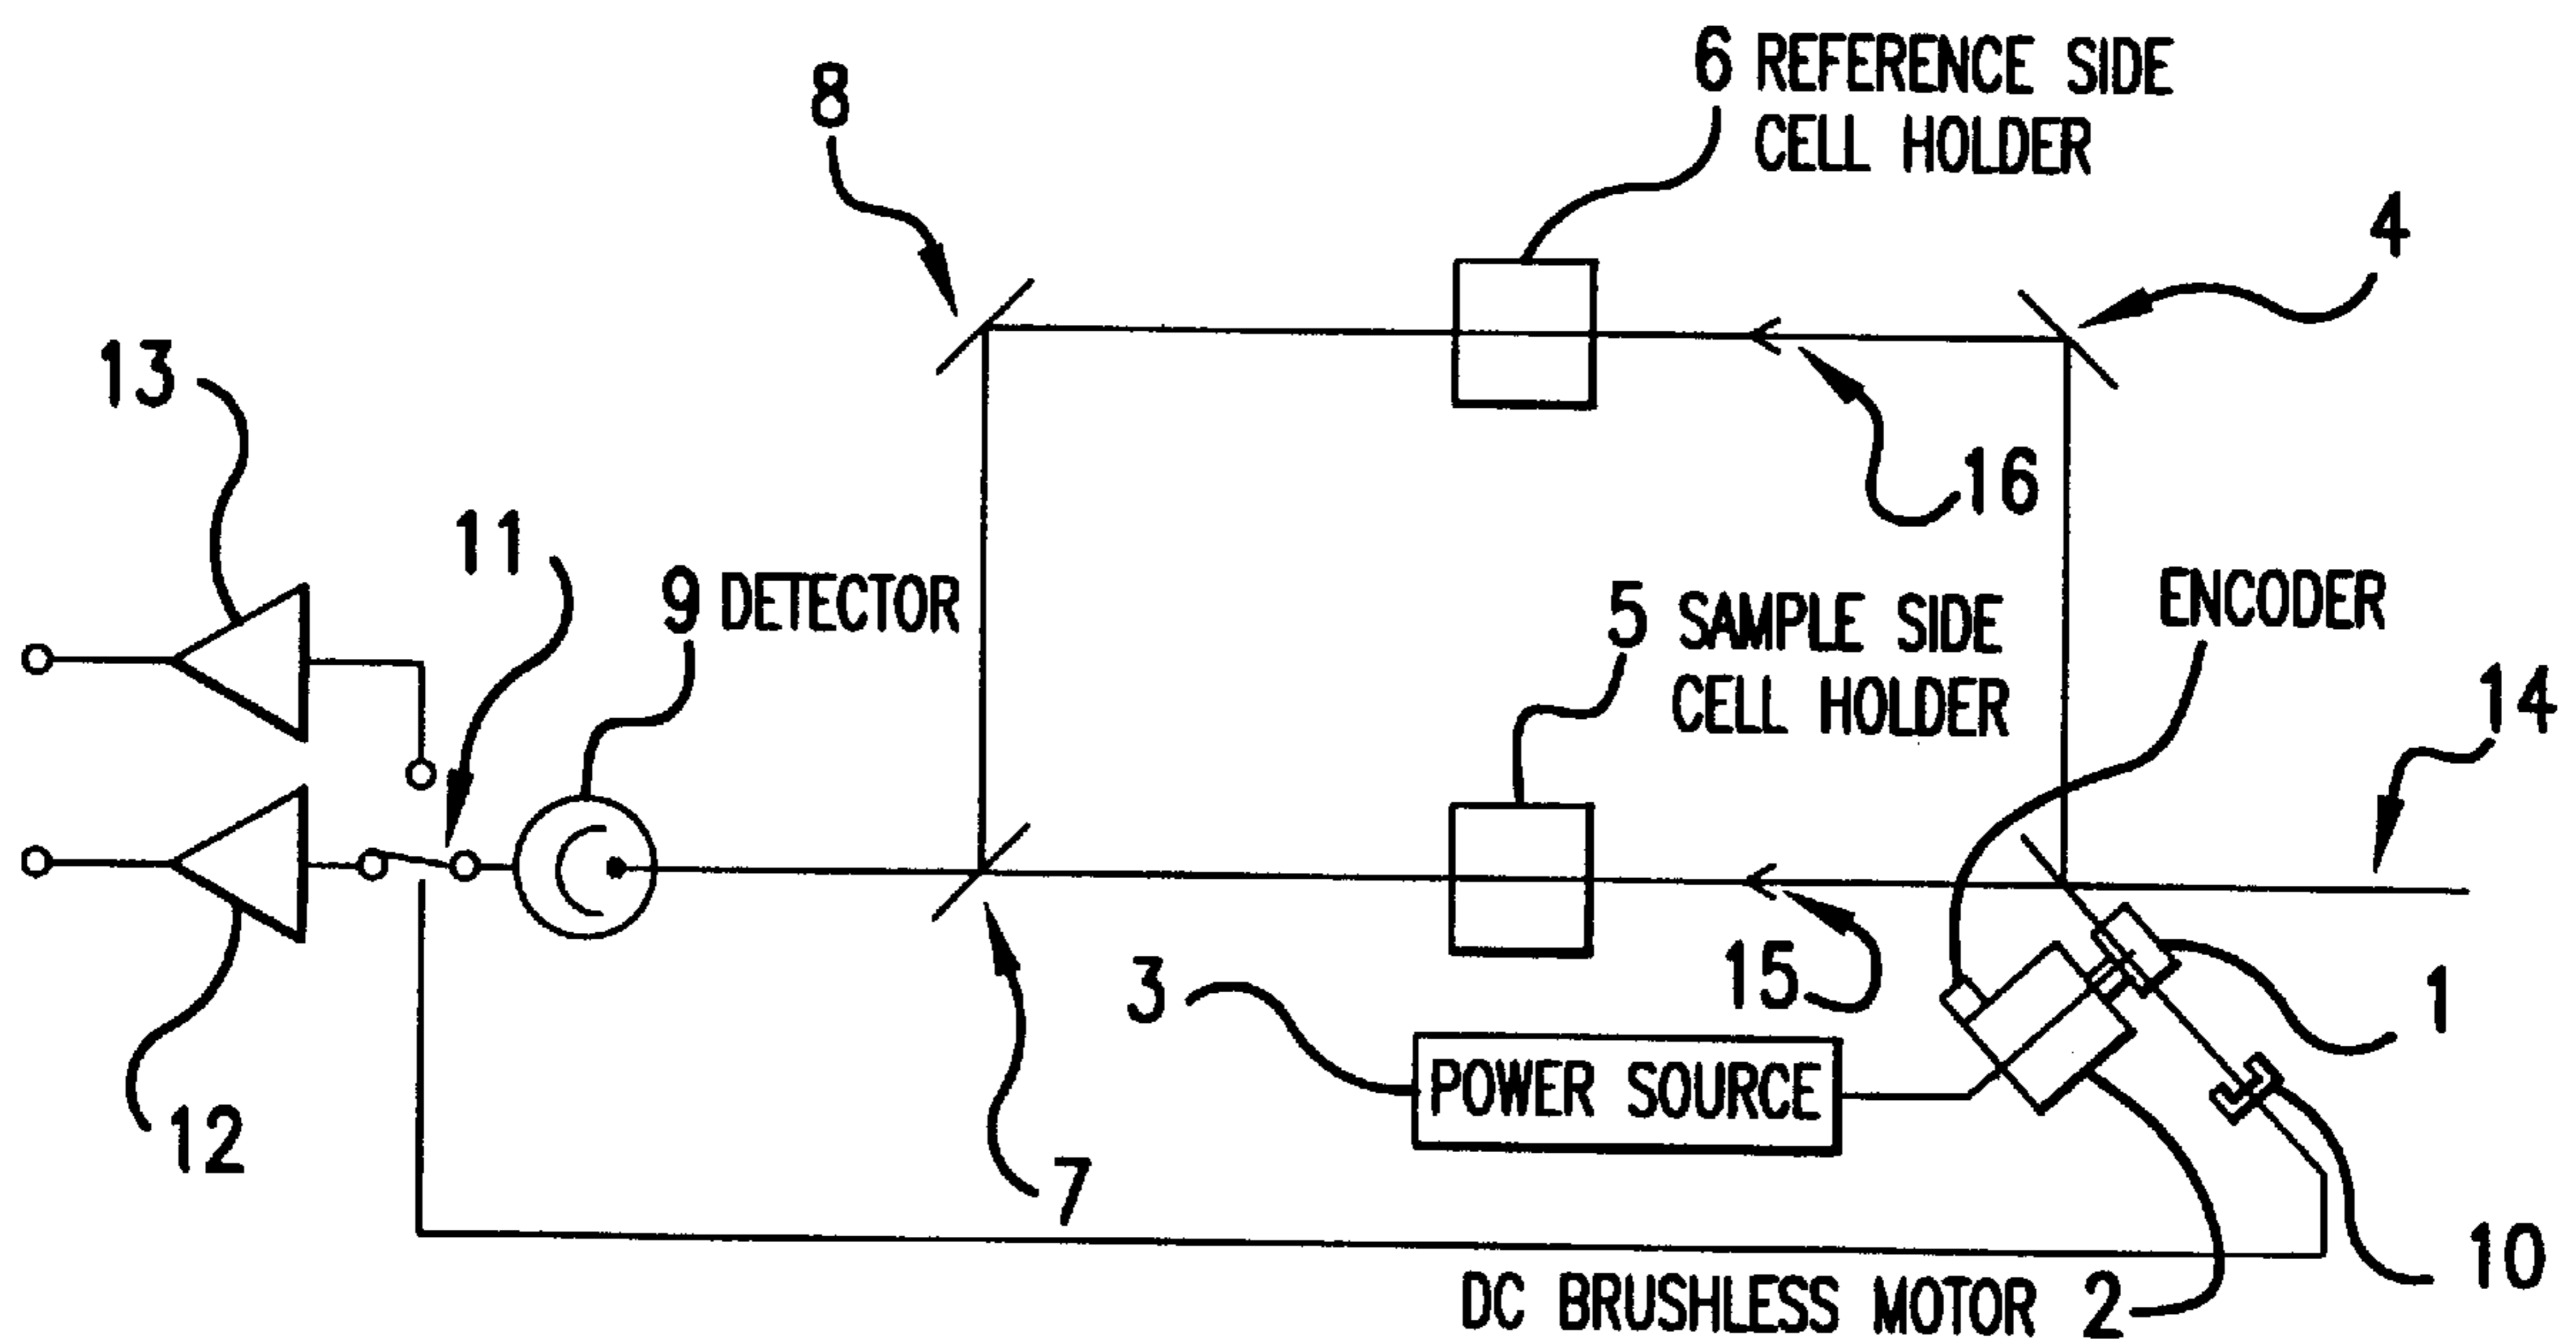 6 REFERENCE SIDE
CELL HOLDER
8
4
13
16
11
9 DETECTOR
5 SAMPLE SIDE
CELL HOLDER
ENCODER
14
15
3
POWER SOURCE
1
12
7
10
DC BRUSHLESS MOTOR 2